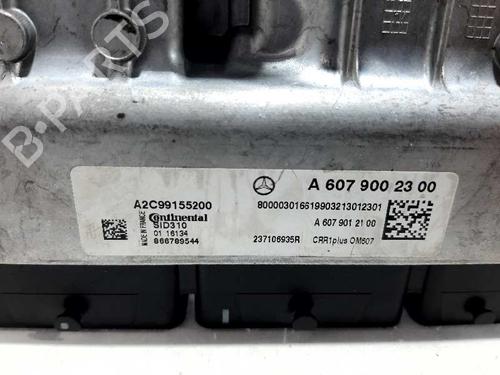 B-PARTS
A2C99155200
MADE IN FRANCE
Continental
SID310
01 16134
866789544
A 607 900 23 00
8000030166199032130123​01
A 607 901 21 00
237106935R
CRR1plus OM607